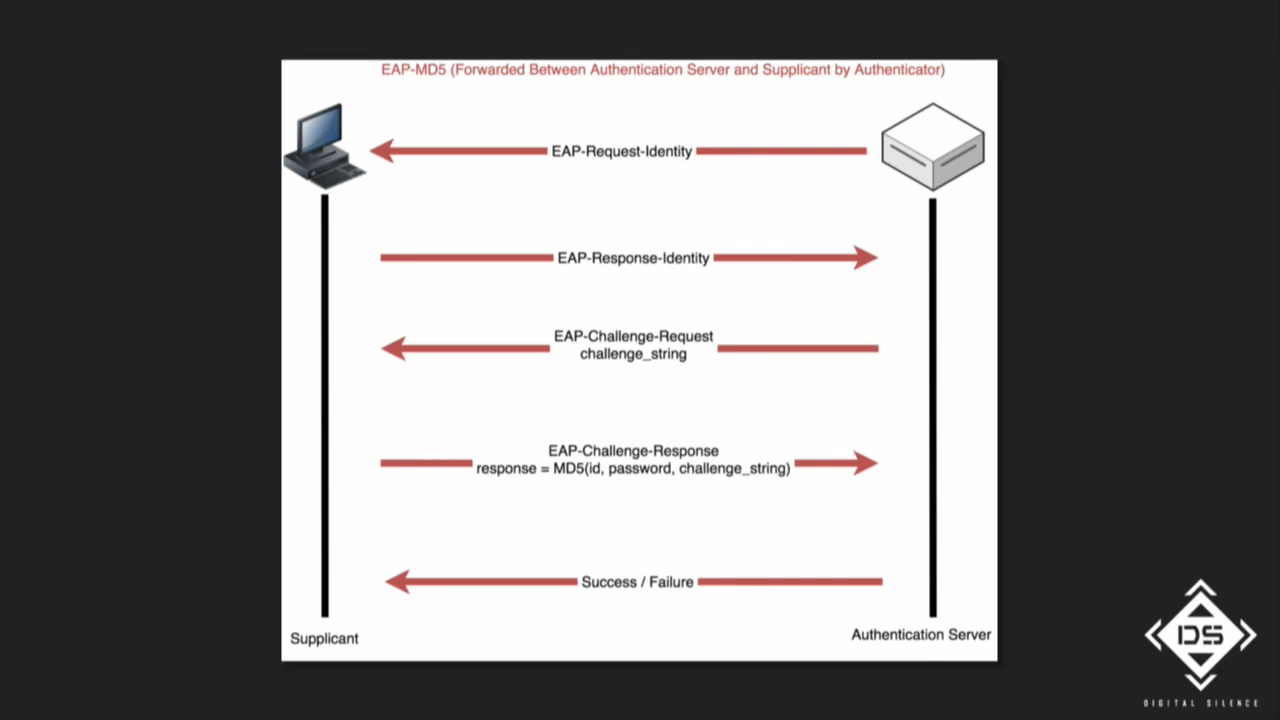 EAP-MD5 (Forwarded Between Authentication Server and Supplicant by Authenticator)
EAP-Request-Identity
EAP-Response-Identity
EAP-Challenge-Request
challenge_string
EAP-Challenge-Response
response = MD5(id, password, challenge_string)
Success / Failure
Supplicant
Authentication Server
DS
DIGITAL SILENCE